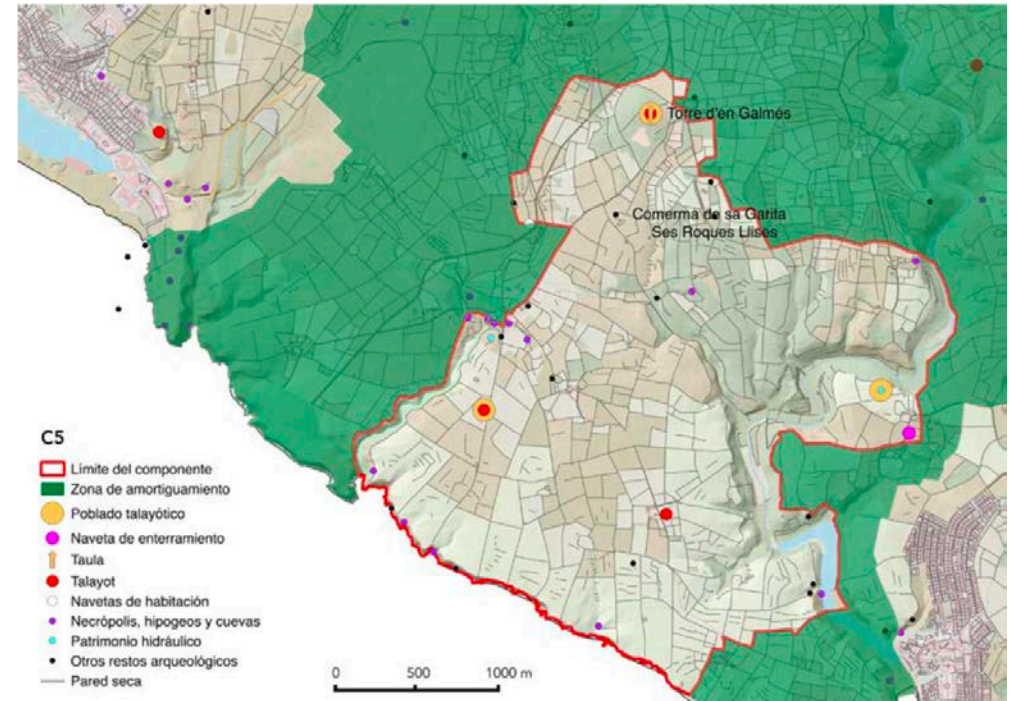 Torre d'en Galmés
Comerma de sa Garita
Ses Roques Llises
C5
Límite del componente
Zona de amortiguamiento
Poblado talayótico
Naveta de enterramiento
Taula
Talayot
Navetas de habitación
Necrópolis, hipogeos y cuevas
Patrimonio hidráulico
Otros restos arqueológicos
Pared seca
0 500 1000 m